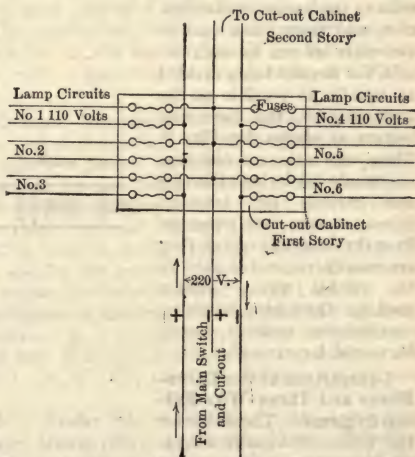 To Cut-out Cabinet
Second Story
Lamp Circuits
Fuses
Lamp Circuits
No 1 110 Volts
No.4 110 Volts
No.2
No.5
No.3
No.6
Cut-out Cabinet
First Story
220 V.
+ - + -
From Main Switch
and Cut-out